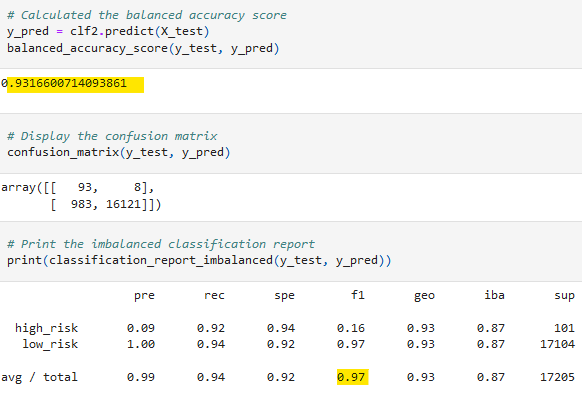 # Calculated the balanced accuracy score
y_pred = clf2.predict(X_test)
balanced_accuracy_score(y_test, y_pred)
0.9316600714093861
# Display the confusion matrix
confusion_matrix(y_test, y_pred)
array([[   93,     8],
       [  983, 16121]])
# Print the imbalanced classification report
print(classification_report_imbalanced(y_test, y_pred))
pre rec spe f1 geo iba sup
high_risk 0.09 0.92 0.94 0.16 0.93 0.87 101
low_risk 1.00 0.94 0.92 0.97 0.93 0.87 17104
avg / total 0.99 0.94 0.92 0.97 0.93 0.87 17205